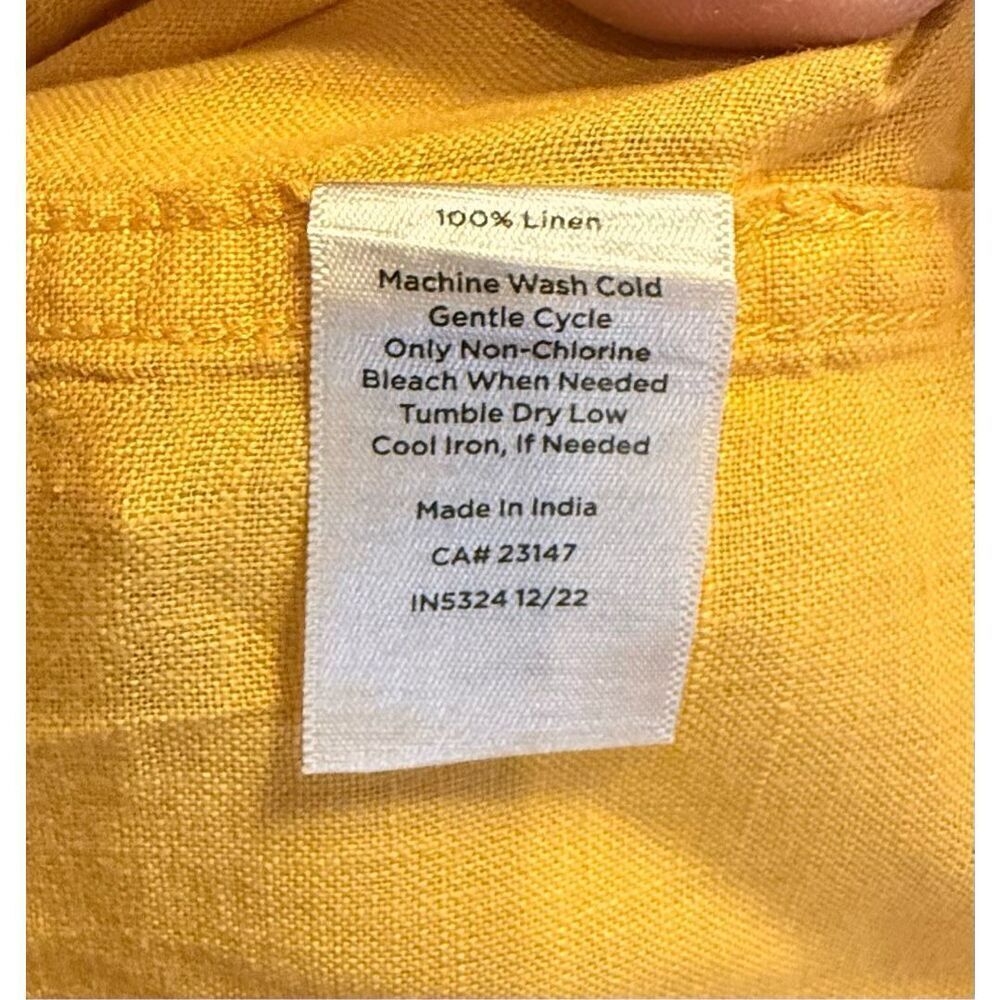 100% Linen
Machine Wash Cold
Gentle Cycle
Only Non-Chlorine
Bleach When Needed
Tumble Dry Low
Cool Iron, If Needed
Made In India
CA# 23147
IN5324 12/22